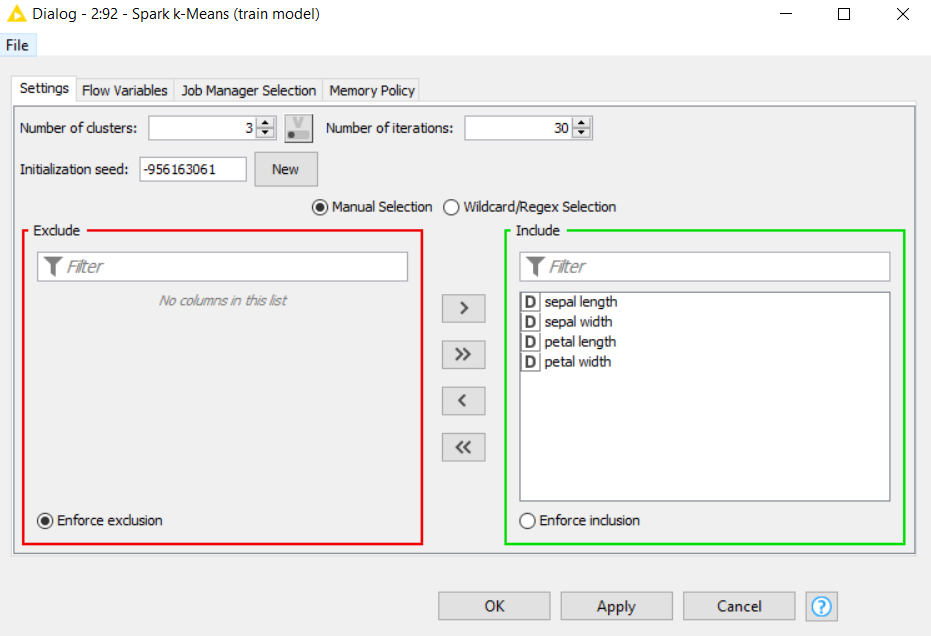 Dialog - 2:92 - Spark k-Means (train model)
File
Settings Flow Variables Job Manager Selection Memory Policy
Number of clusters: 3 V Number of iterations: 30
Initialization seed: -956163061 New
Manual Selection Wildcard/Regex Selection
Exclude Include
Filter Filter
No columns in this list
D sepal length
D sepal width
D petal length
D petal width
Enforce exclusion Enforce inclusion
OK Apply Cancel ?